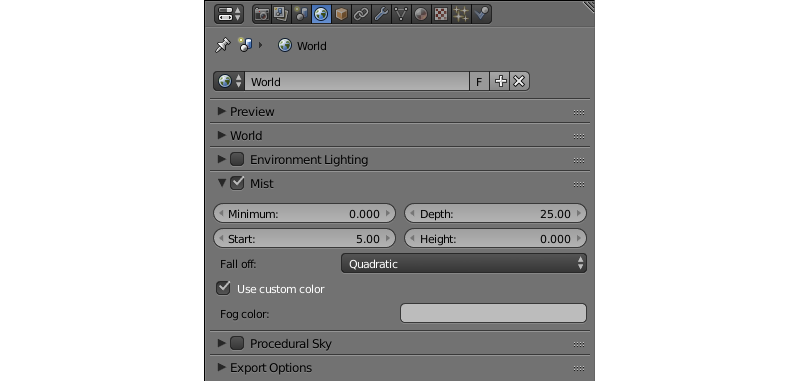 World
World F
Preview
World
Environment Lighting
Mist
Minimum: 0.000 Depth: 25.00
Start: 5.00 Height: 0.000
Fall off: Quadratic
Use custom color
Fog color:
Procedural Sky
Export Options